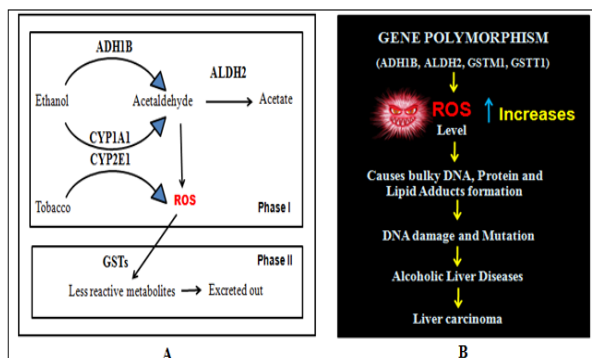 ADH1B
ALDH2
Ethanol
Acetaldehyde
Acetate
CYP1A1
CYP2E1
Tobacco
ROS
Phase I
GSTs
Phase II
Less reactive metabolites
Excreted out
A
GENE POLYMORPHISM
(ADH1B, ALDH2, GSTM1, GSTT1)
ROS Increases
Level
Causes bulky DNA, Protein and
Lipid Adducts formation
DNA damage and Mutation
Alcoholic Liver Diseases
Liver carcinoma
B